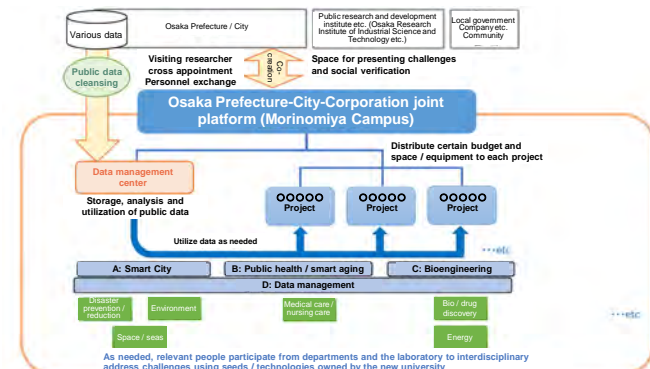 Various data
Osaka Prefecture / City
Public research and development
institute etc. (Osaka Research
Institute of Industrial Science and
Technology etc.)
Local government
Company etc.
Community
Public data
cleansing
Visiting researcher
cross appointment
Personnel exchange
Co-
creation
Space for presenting challenges
and social verification
Osaka Prefecture-City-Corporation joint
platform (Morinomiya Campus)
Distribute certain budget and
space / equipment to each project
Data management
center
Storage, analysis and
utilization of public data
OOOOO
Project
OOOOO
Project
OOOOO
Project
Utilize data as needed
･･･etc
A: Smart City
B: Public health / smart aging
C: Bioengineering
D: Data management
Disaster
prevention /
reduction
Environment
Medical care /
nursing care
Bio / drug
discovery
･･･etc
Space / seas
Energy
As needed, relevant people participate from departments and the laboratory to interdisciplinary
address challenges using seeds / technologies owned by the new university